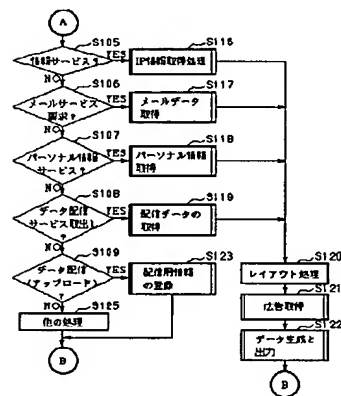 A
S105
情報サービス?
YES
S116
IP情報取得処理
NO
S106
メールサービス
要求?
YES
S117
メールデータ
取得
NO
S107
パーソナル情報
サービス?
YES
S118
パーソナル情報
取得
NO
S108
データ配信
サービス取出し
?
YES
S119
配信データの
取得
NO
S109
データ配信
(アップロード)
?
YES
S123
配信用情報
の登録
NO
S125
他の処理
B
S120
レイアウト処理
S121
広告取得
S122
データ生成と
出力
B